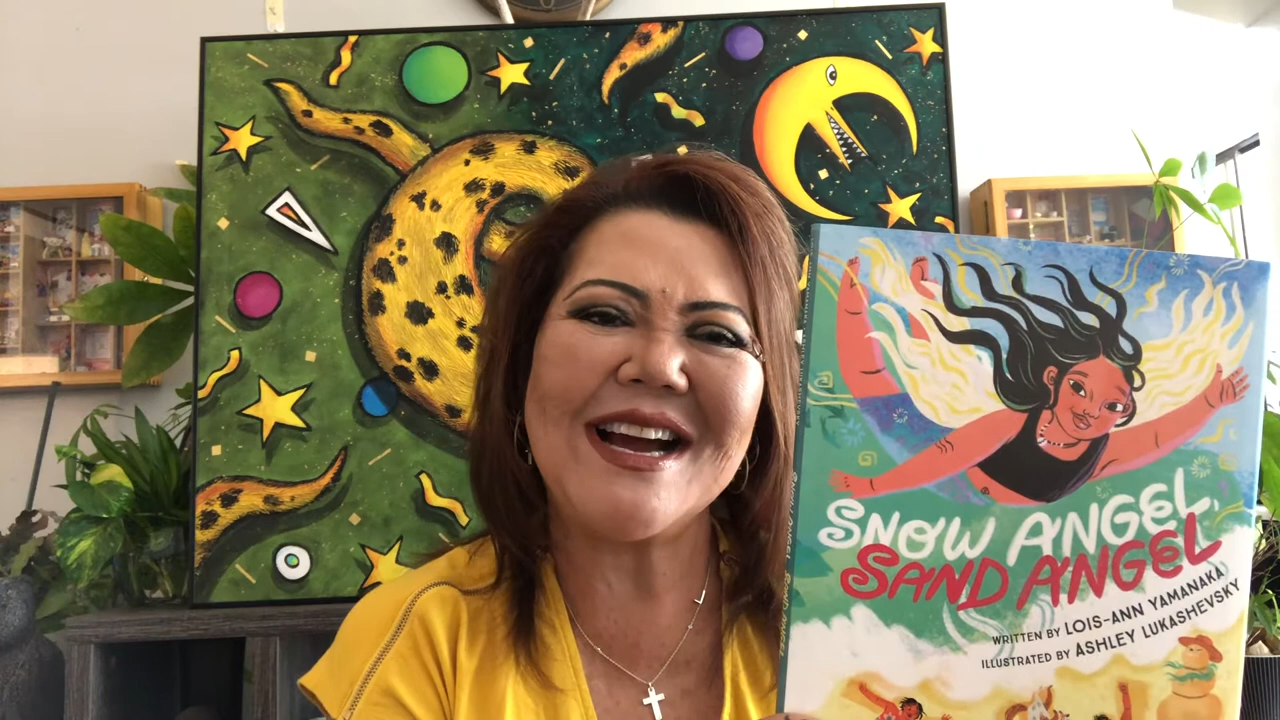 SNOW ANGEL,
SAND ANGEL
WRITTEN BY LOIS-ANN YAMANAKA
ILLUSTRATED BY ASHLEY LUKASHEVSKY